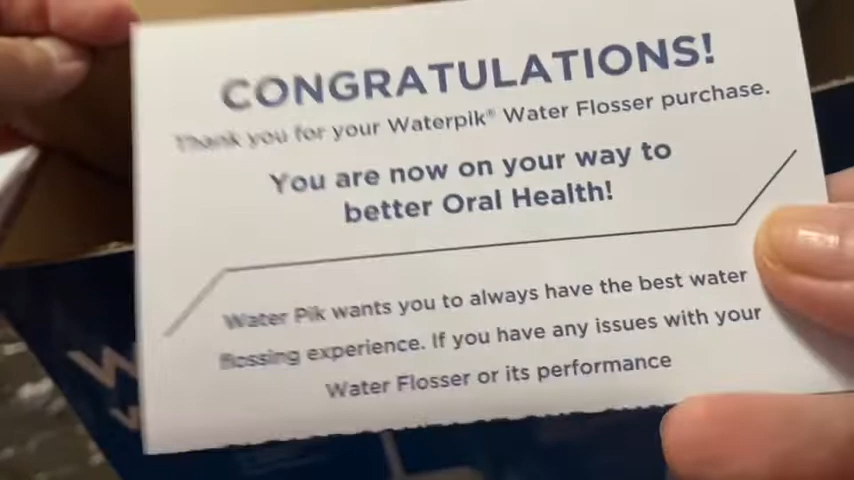 CONGRATULATIONS!
Thank you for your Waterpik® Water Flosser purchase.
You are now on your way to
better Oral Health!
Water Pik wants you to always have the best water
flossing experience. If you have any issues with your
Water Flosser or its performance